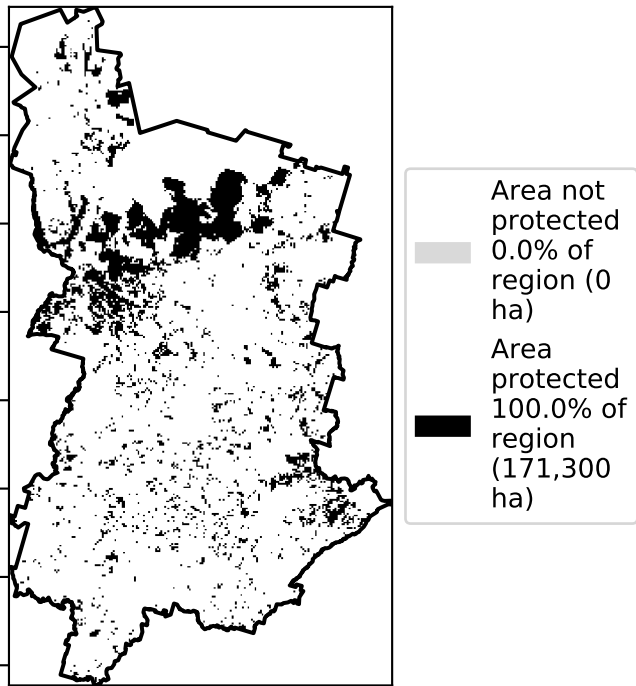 Area not
protected
0.0% of
region (0
ha)
Area
protected
100.0% of
region
(171,300
ha)